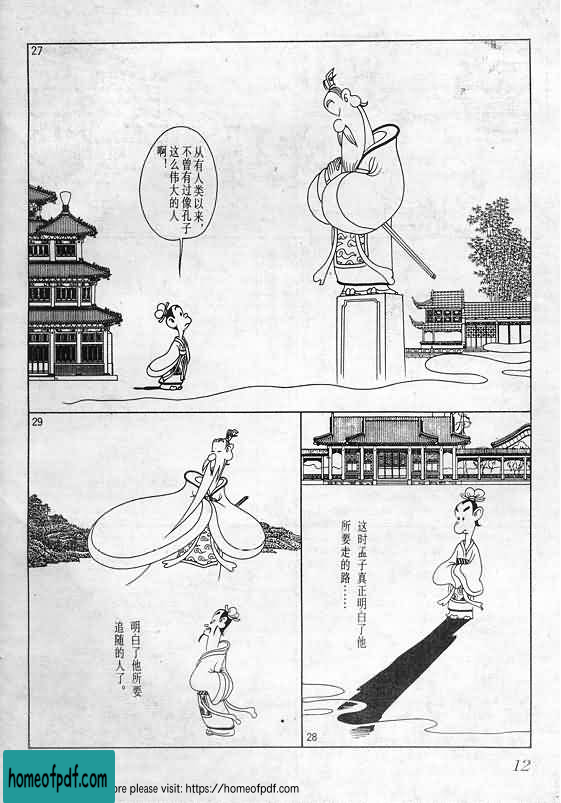 27
从有人类以来，
不曾有过像孔子
这么伟大的人
啊！
28
这时孟子真正明白了他
所要走的路……
29
明白了他所要
追随的人了。
12
homeofpdf.com
ore please visit: https://homeofpdf.com